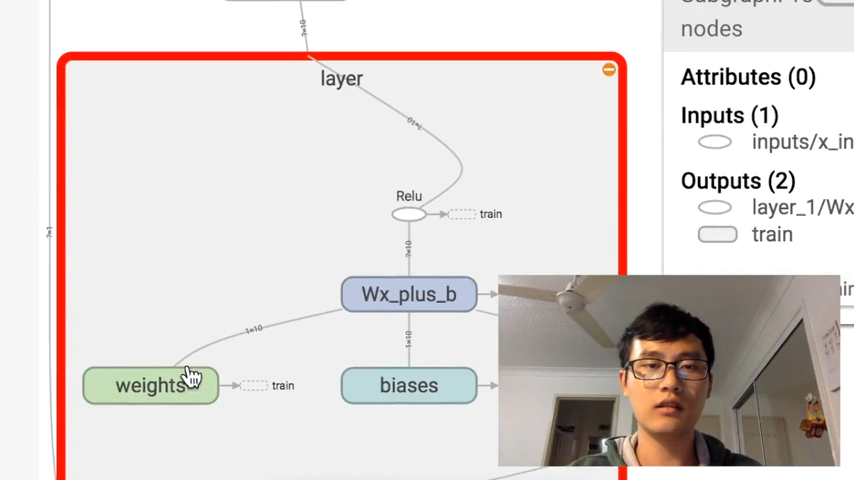 ?×10
layer
?×10
Relu
train
?×10
?×1
Wx_plus_b
1×10
1×10
weights
train
biases
nodes
Attributes (0)
Inputs (1)
inputs/x_in
Outputs (2)
layer_1/Wx
train